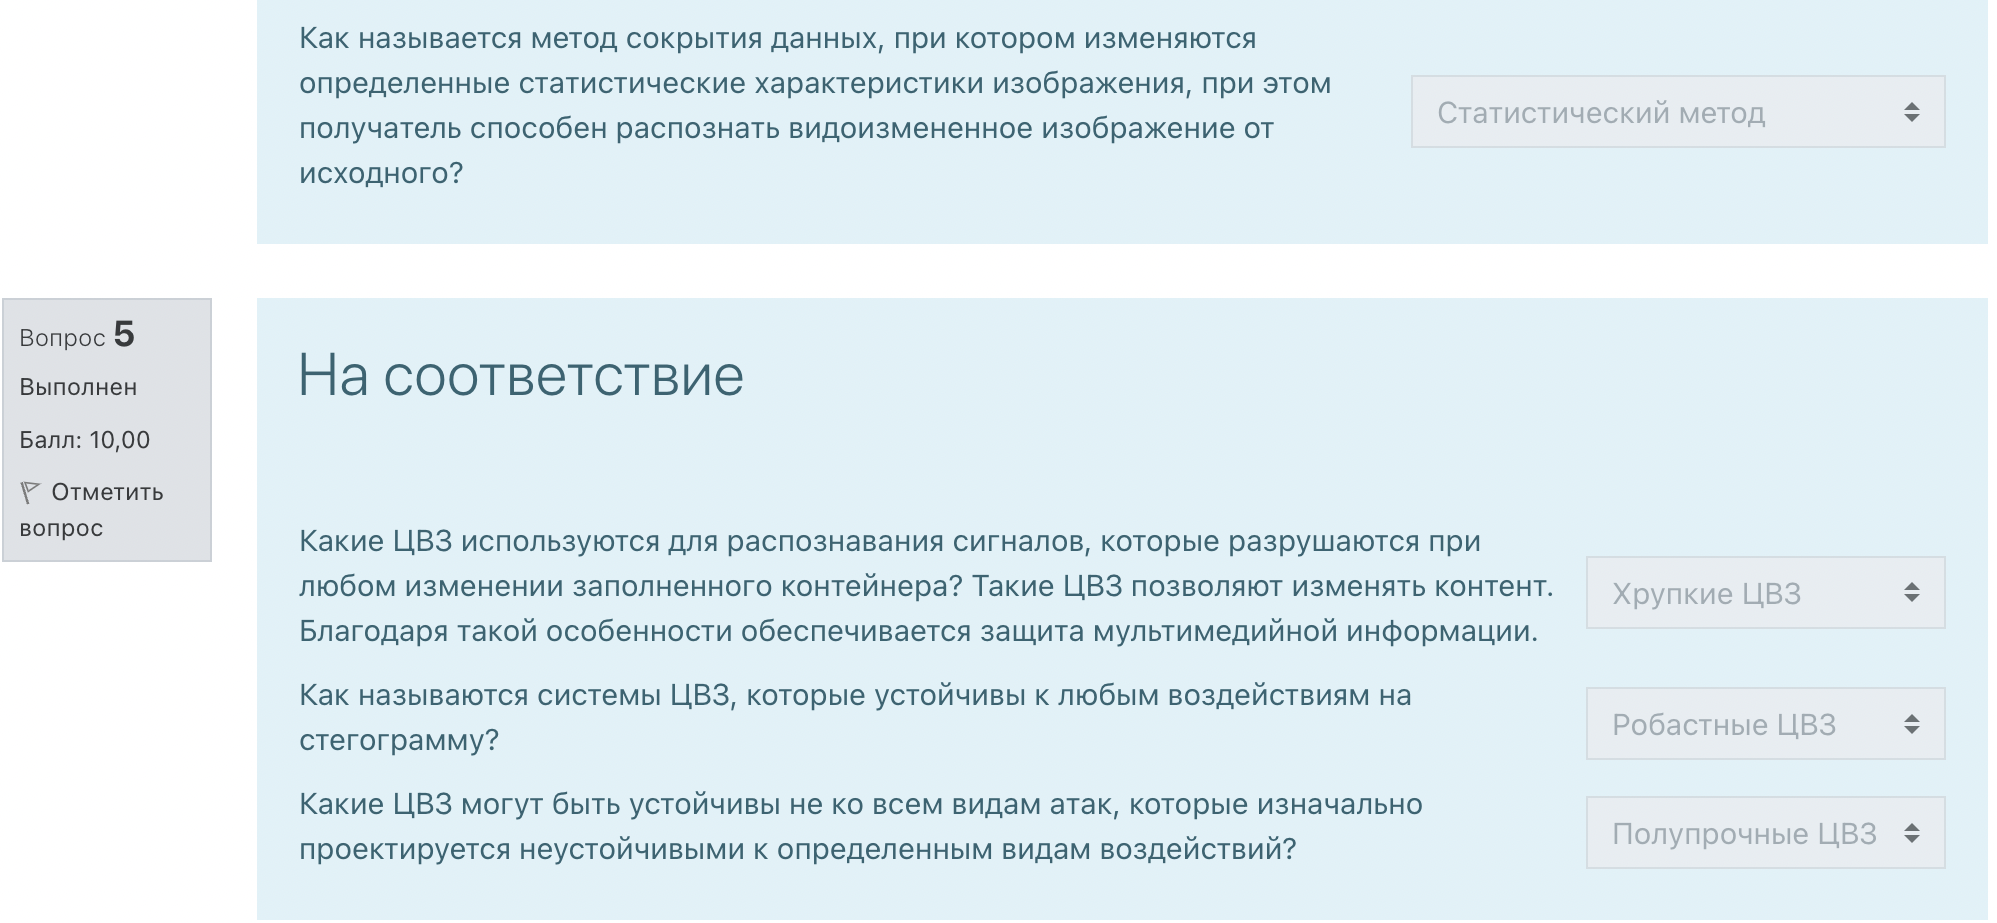 Как называется метод сокрытия данных, при котором изменяются
определенные статистические характеристики изображения, при этом
получатель способен распознать видоизмененное изображение от
исходного?
Статистический метод
Вопрос 5
Выполнен
Балл: 10,00
Отметить
вопрос
На соответствие
Какие ЦВЗ используются для распознавания сигналов, которые разрушаются при
любом изменении заполненного контейнера? Такие ЦВЗ позволяют изменять контент.
Благодаря такой особенности обеспечивается защита мультимедийной информации.
Хрупкие ЦВЗ
Как называются системы ЦВЗ, которые устойчивы к любым воздействиям на
стегограмму?
Робастные ЦВЗ
Какие ЦВЗ могут быть устойчивы не ко всем видам атак, которые изначально
проектируется неустойчивыми к определенным видам воздействий?
Полупрочные ЦВЗ